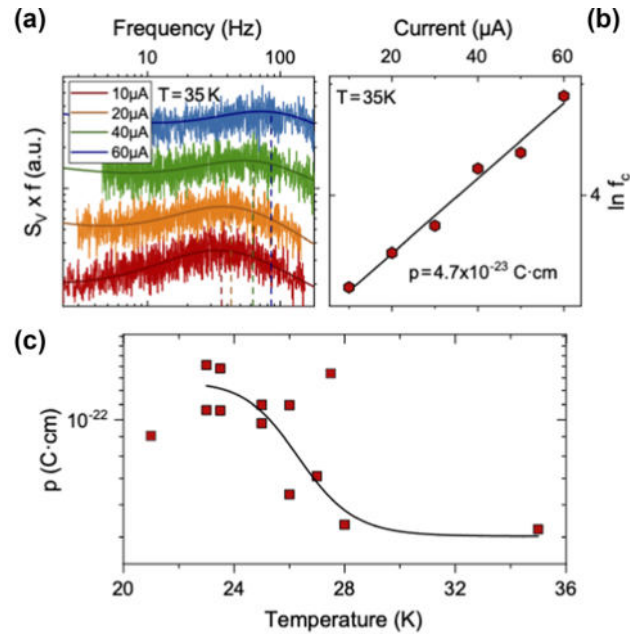 (a)
Frequency (Hz)
10 100
10μA
20μA
40μA
60μA
T=35 K
S_V x f (a.u.)
Current (μA)
(b)
20 40 60
T=35K
4
ln f_c
p=4.7x10⁻²³ C·cm
(c)
10⁻²²
p (C·cm)
20 24 28 32 36
Temperature (K)